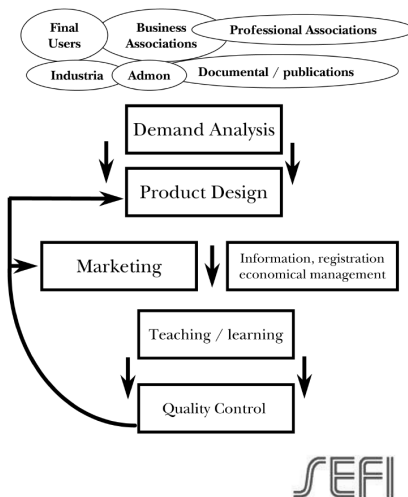 Final
Users
Business
Associations
Professional Associations
Industria
Admon
Documental / publications
Demand Analysis
Product Design
Marketing
Information, registration
economical management
Teaching / learning
Quality Control
SEFI